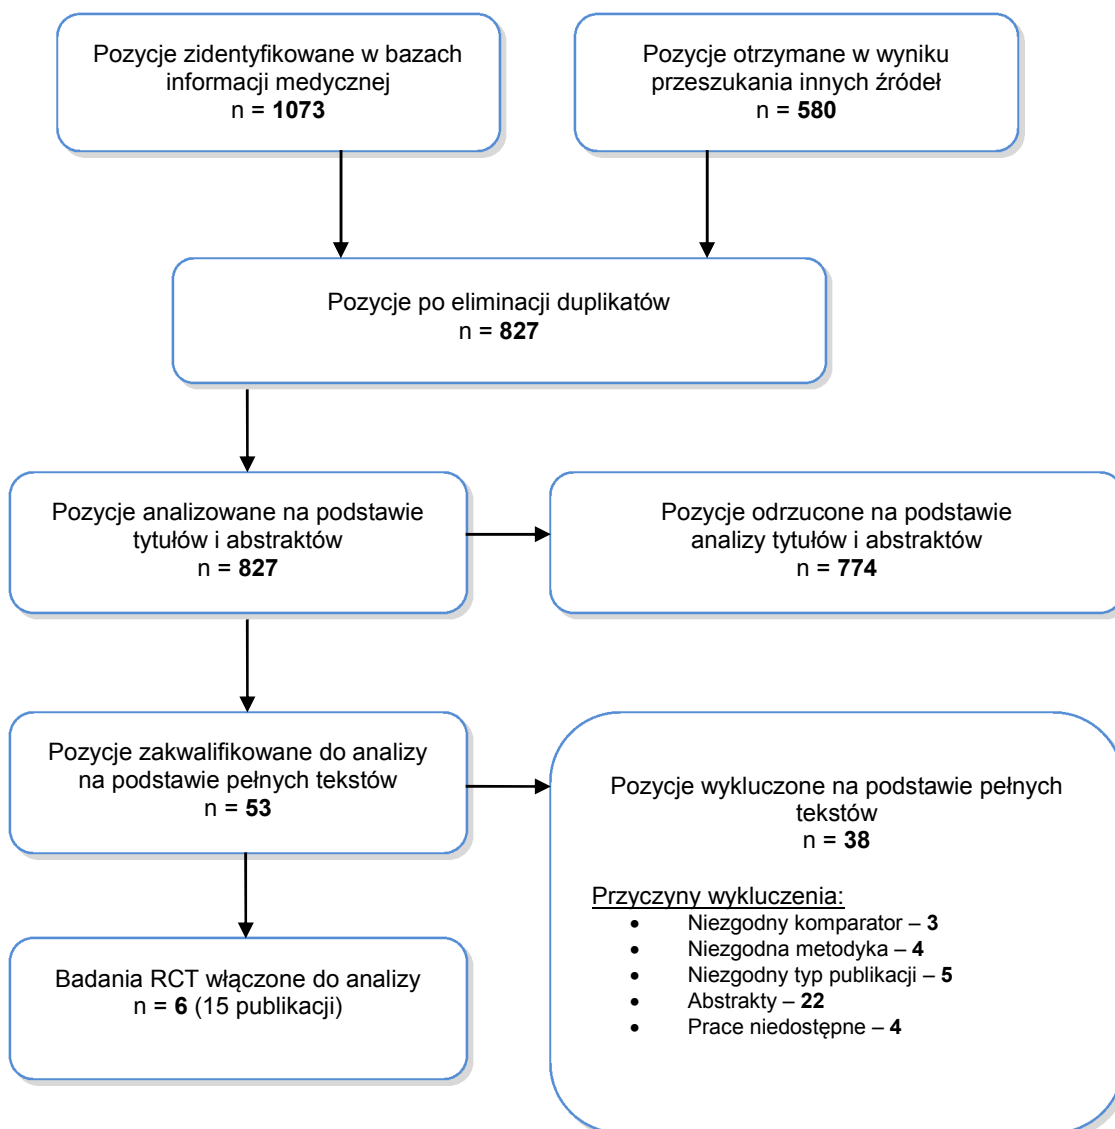 Pozycje zidentyfikowane w bazach
informacji medycznej
n = 1073
Pozycje otrzymane w wyniku
przeszukania innych źródeł
n = 580
Pozycje po eliminacji duplikatów
n = 827
Pozycje analizowane na podstawie
tytułów i abstraktów
n = 827
Pozycje odrzucone na podstawie
analizy tytułów i abstraktów
n = 774
Pozycje zakwalifikowane do analizy
na podstawie pełnych tekstów
n = 53
Pozycje wykluczone na podstawie pełnych
tekstów
n = 38
Przyczyny wykluczenia:
• Niezgodny komparator – 3
• Niezgodna metodyka – 4
• Niezgodny typ publikacji – 5
• Abstrakty – 22
• Prace niedostępne – 4
Badania RCT włączone do analizy
n = 6 (15 publikacji)